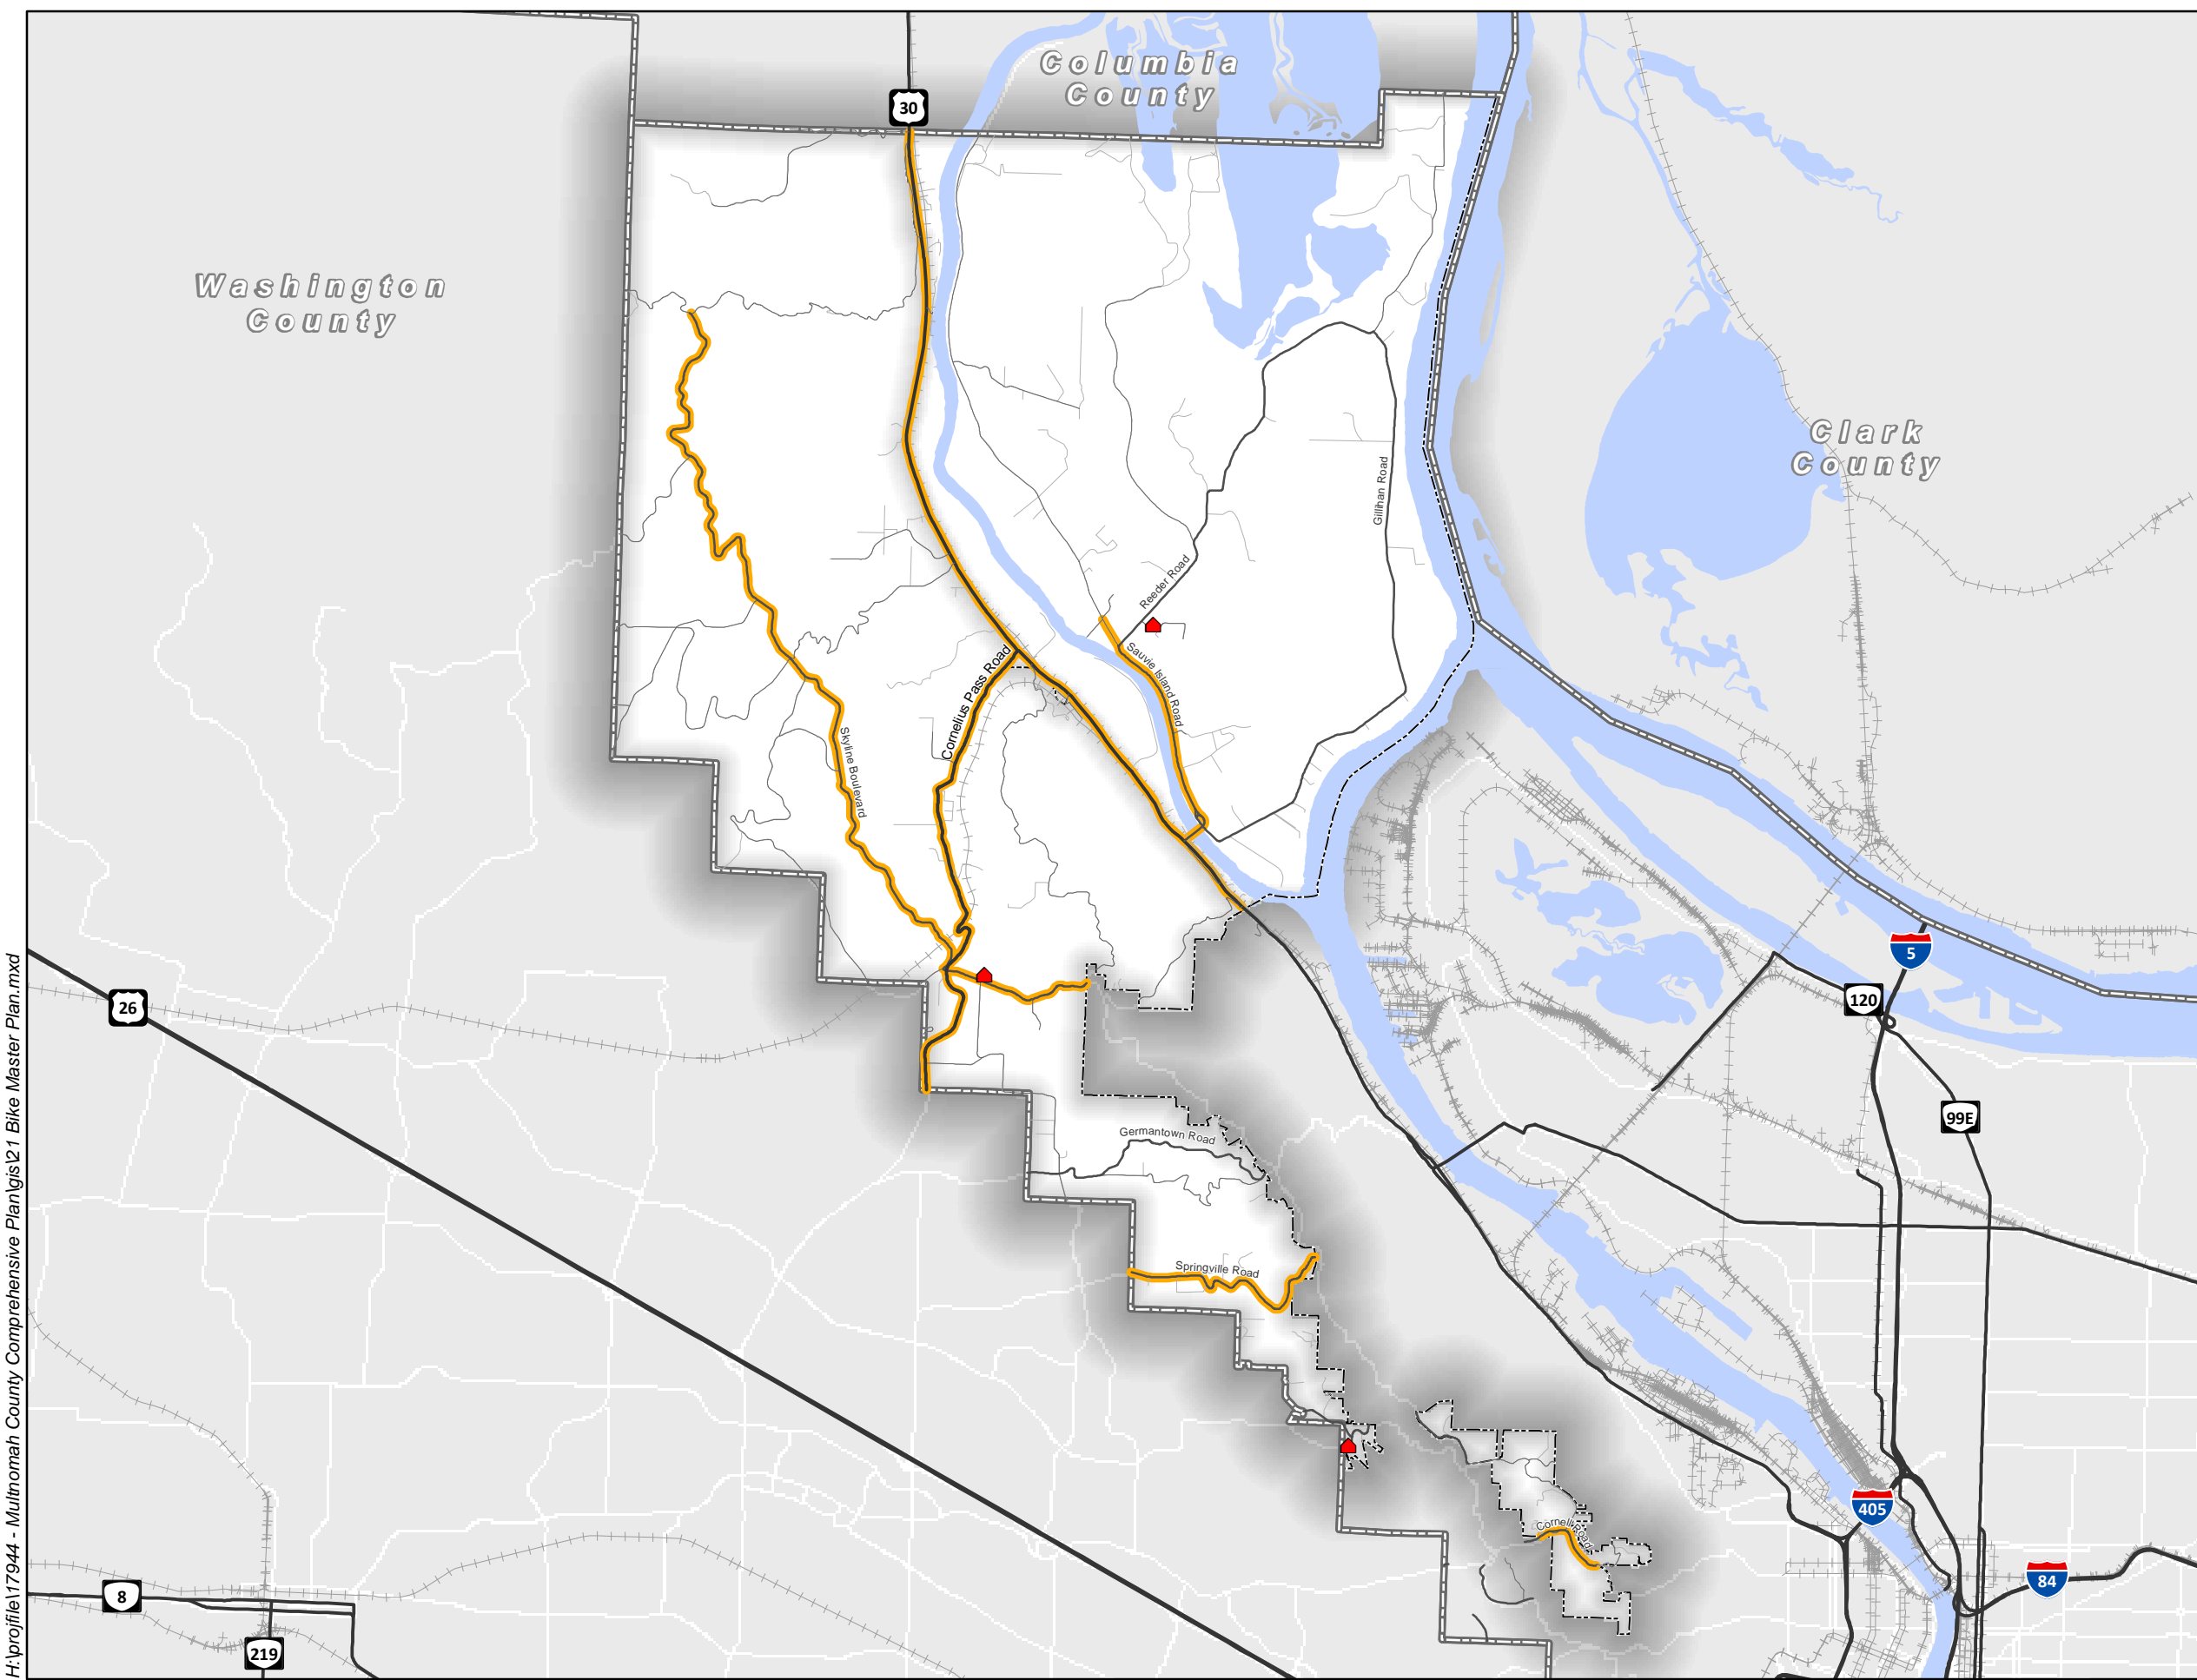 Columbia
County
30
Washington
County
Clark
County
Gillihan Road
Reeder Road
Sauvie Island Road
Cornelius Pass Road
Skyline Boulevard
5
120
26
99E
Germantown Road
Springville Road
405
Cornell Road
84
8
219
H:\projfile\17944 - Multnomah County Comprehensive Plan\gis\21 Bike Master Plan.mxd